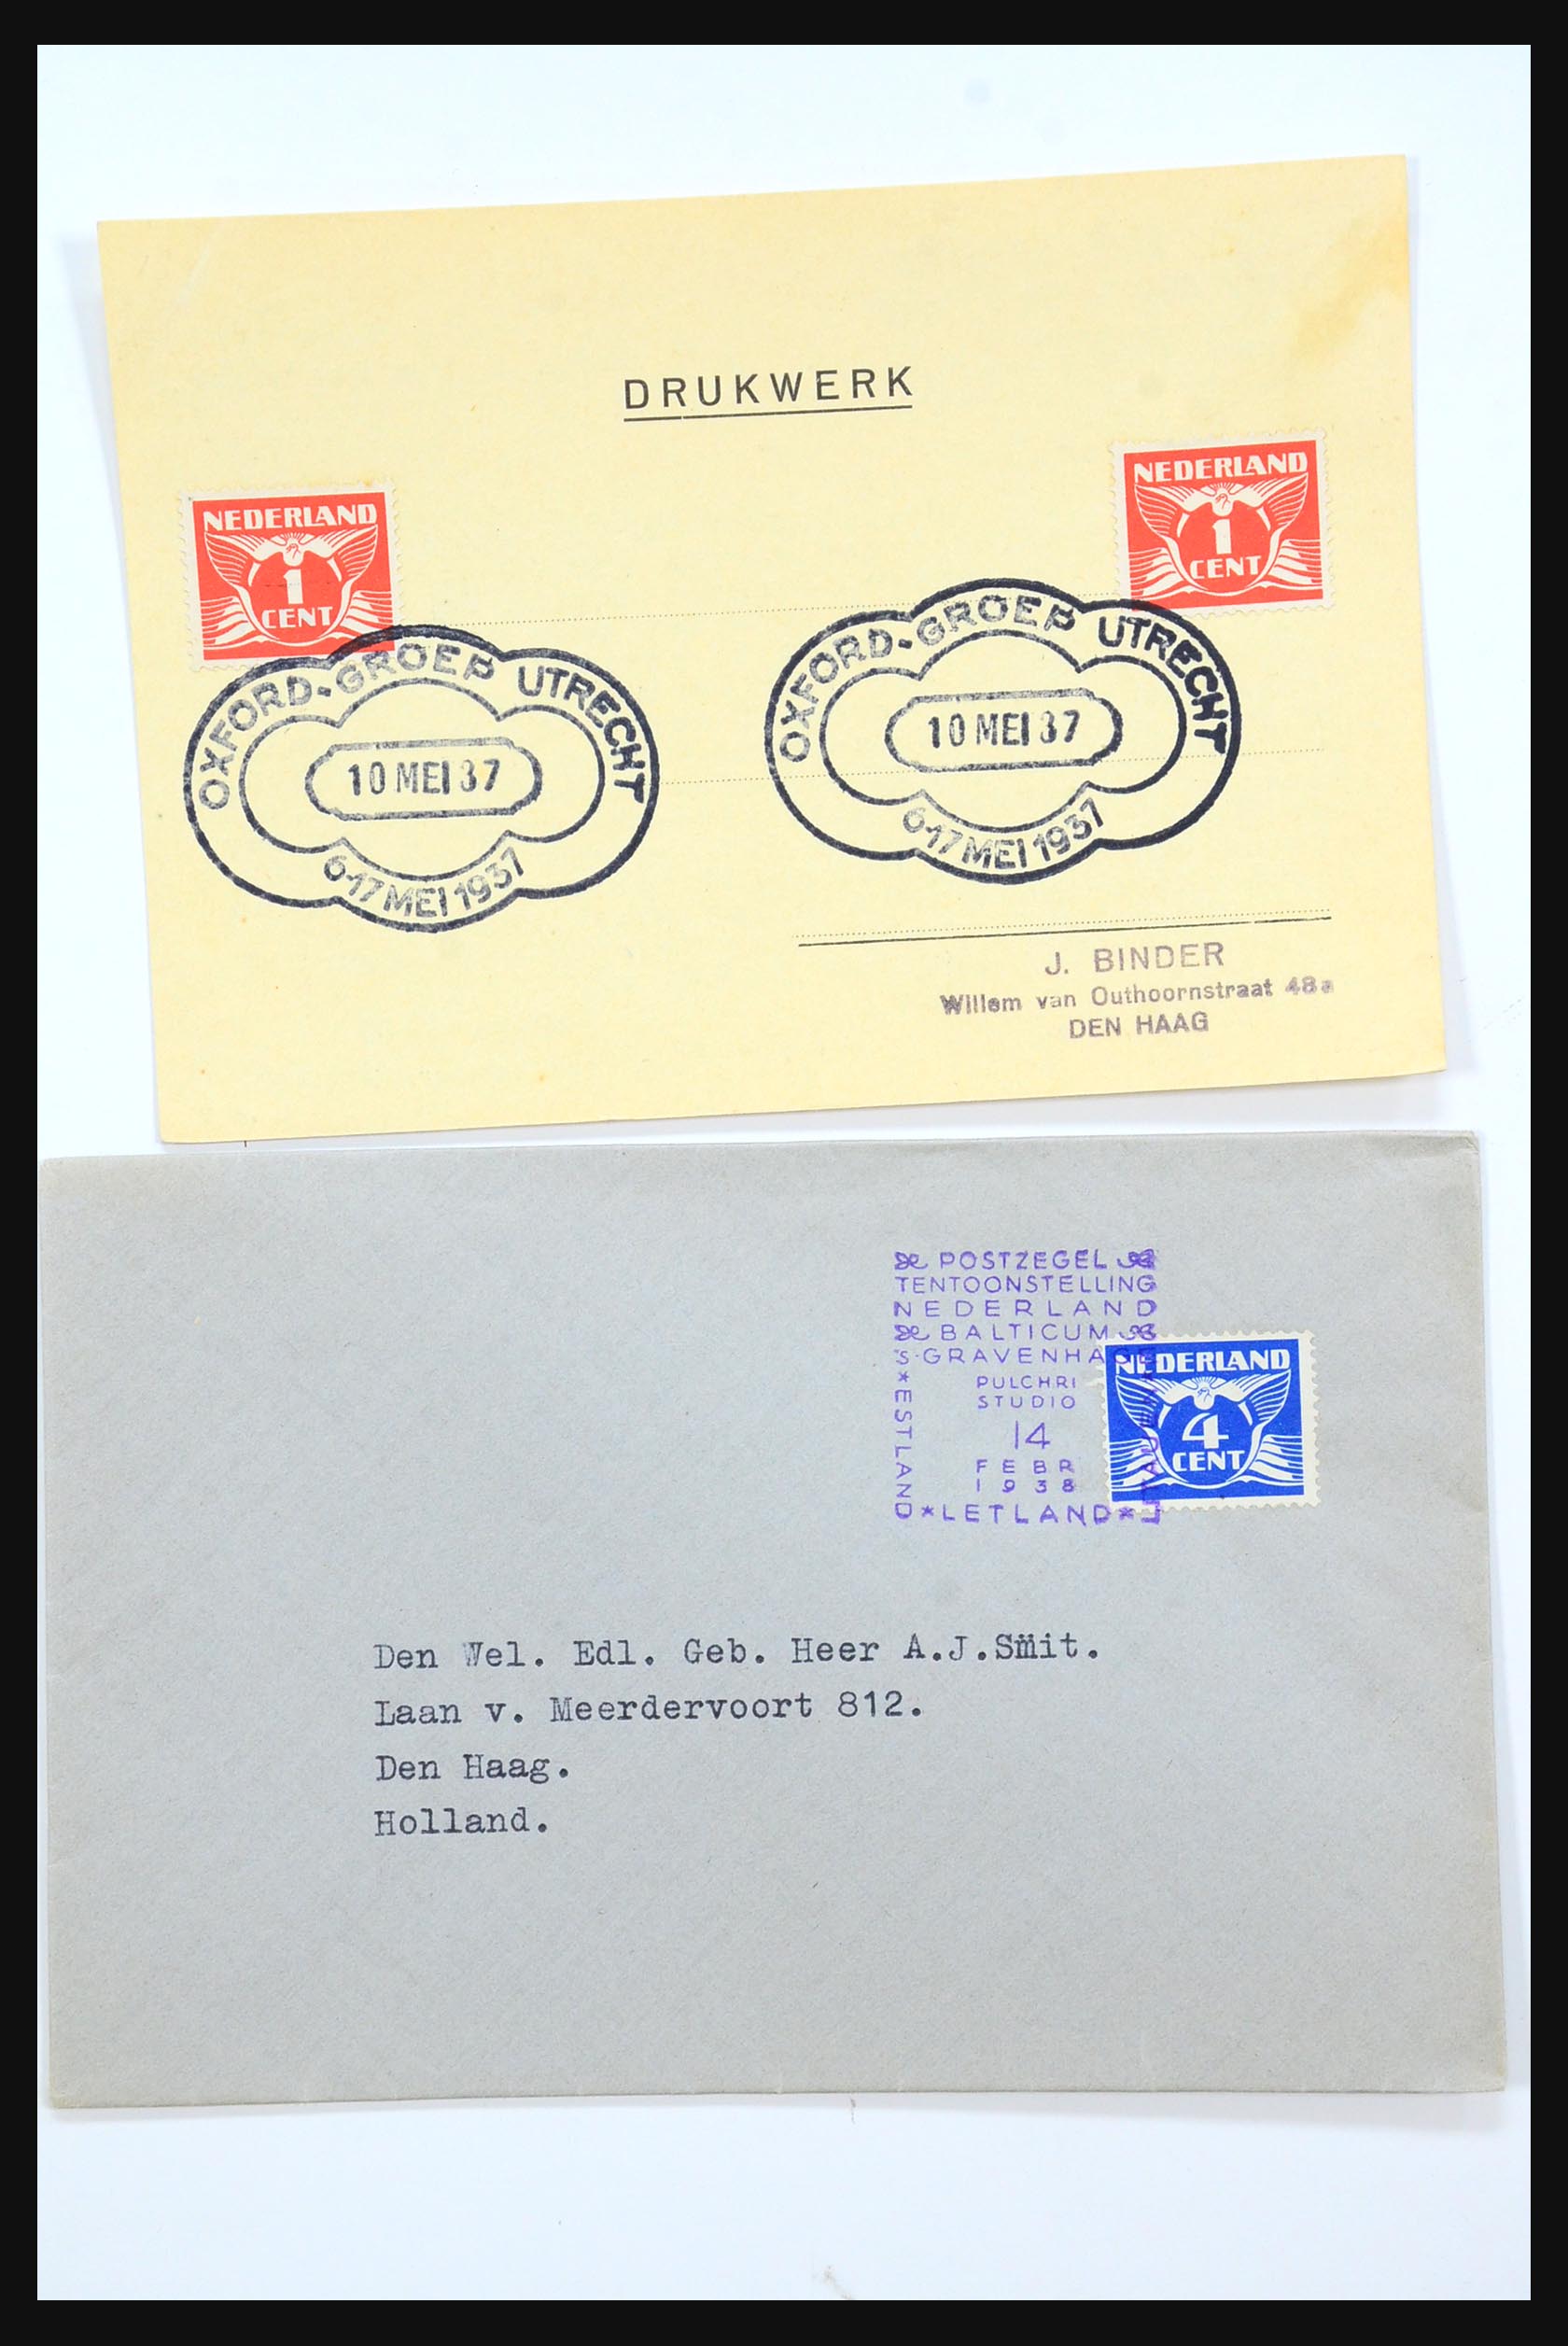 DRUKWERK
NEDERLAND
1
CENT
NEDERLAND
1
CENT
OXFORD-GROEP UTRECHT
10 MEI 37
6-17 MEI 1937
OXFORD-GROEP UTRECHT
10 MEI 37
6-17 MEI 1937
J. BINDER
Willem van Outhoornstraat 48a
DEN HAAG
POSTZEGEL
TENTOONSTELLING
NEDERLAND
BALTICUM
'S-GRAVENHAGE
PULCHRI
STUDIO
14
FEBR
1938
*ESTLAND
*LETLAND*
NEDERLAND
4
CENT
Den Wel. Edl. Geb. Heer A.J.Smit.
Laan v. Meerdervoort 812.
Den Haag.
Holland.